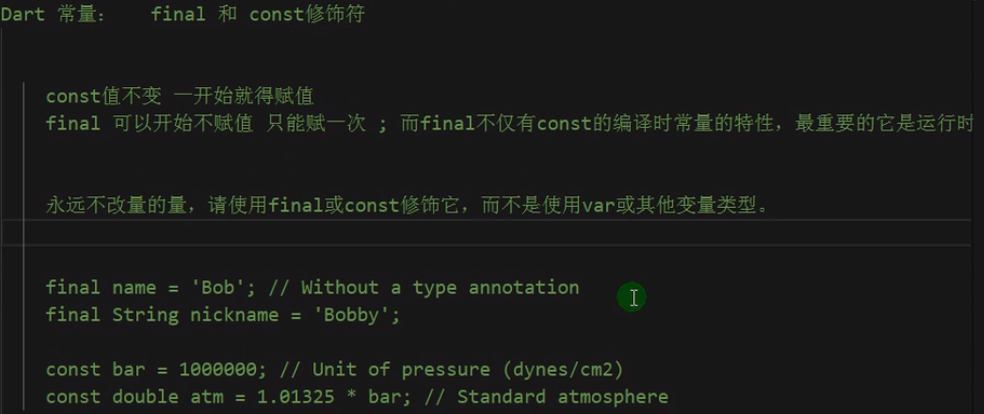 Dart 常量： final 和 const修饰符
const值不变 一开始就得赋值
final 可以开始不赋值 只能赋一次 ; 而final不仅有const的编译时常量的特性，最重要的它是运行时
永远不改量的量，请使用final或const修饰它，而不是使用var或其他变量类型。
final name = 'Bob'; // Without a type annotation
final String nickname = 'Bobby';
const bar = 1000000; // Unit of pressure (dynes/cm2)
const double atm = 1.01325 * bar; // Standard atmosphere